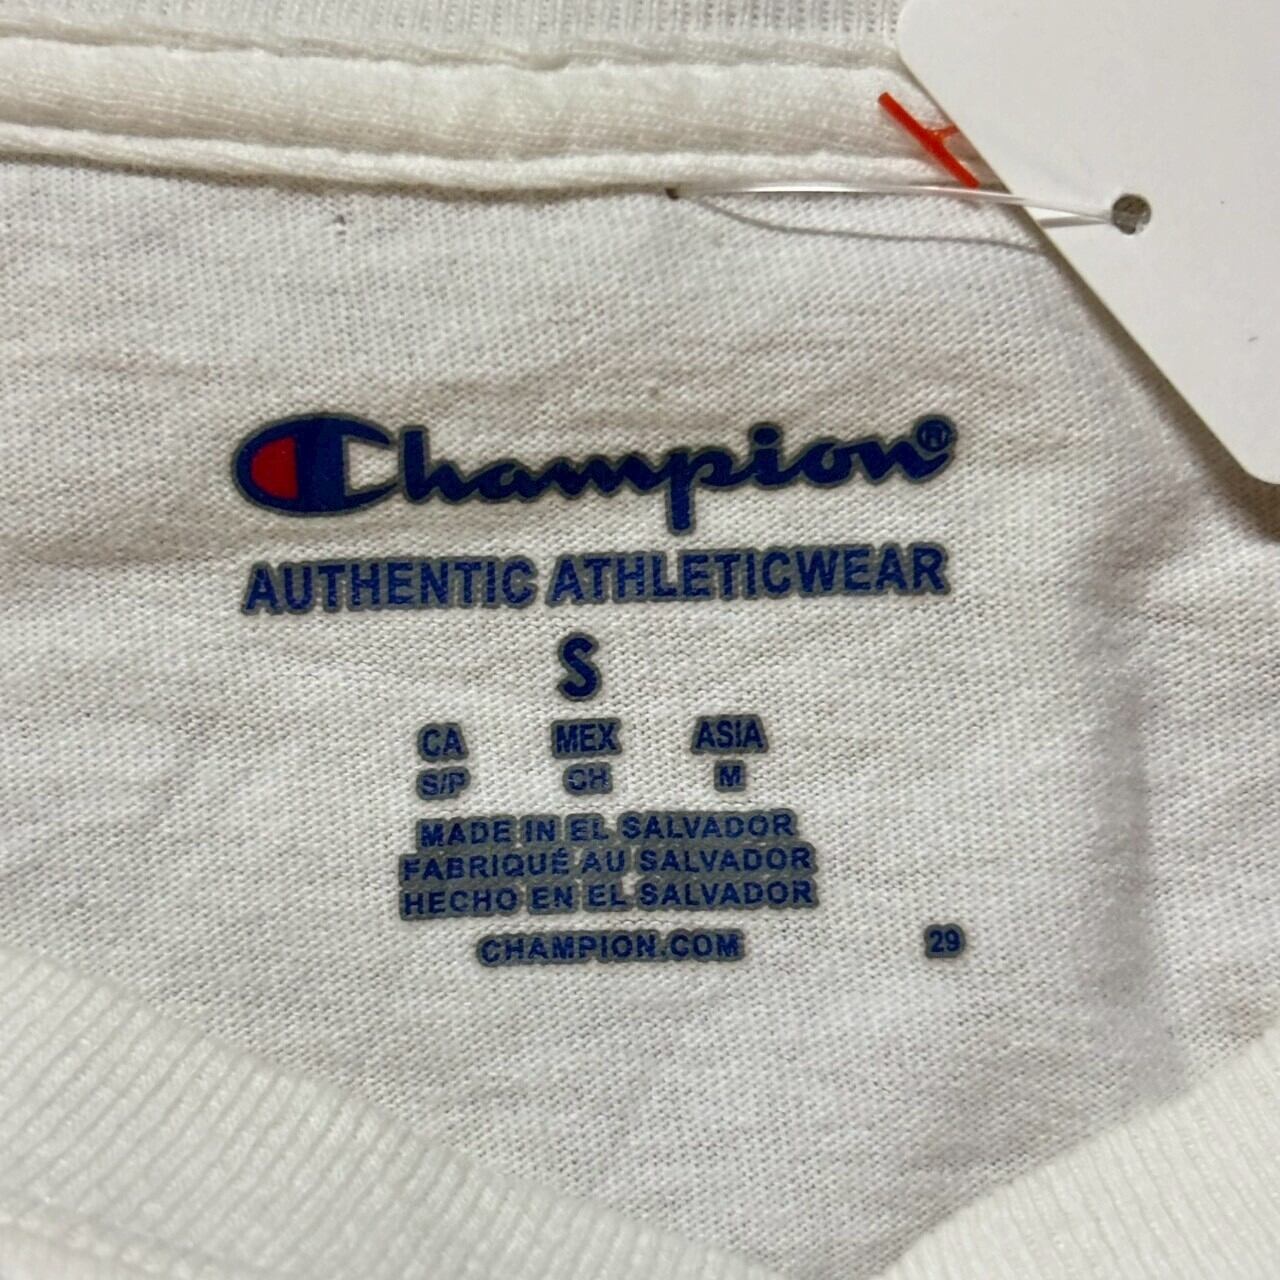 Champion®
AUTHENTIC ATHLETICWEAR
S
CA MEX ASIA
S/P CH M
MADE IN EL SALVADOR
FABRIQUÉ AU SALVADOR
HECHO EN EL SALVADOR
CHAMPION.COM 29